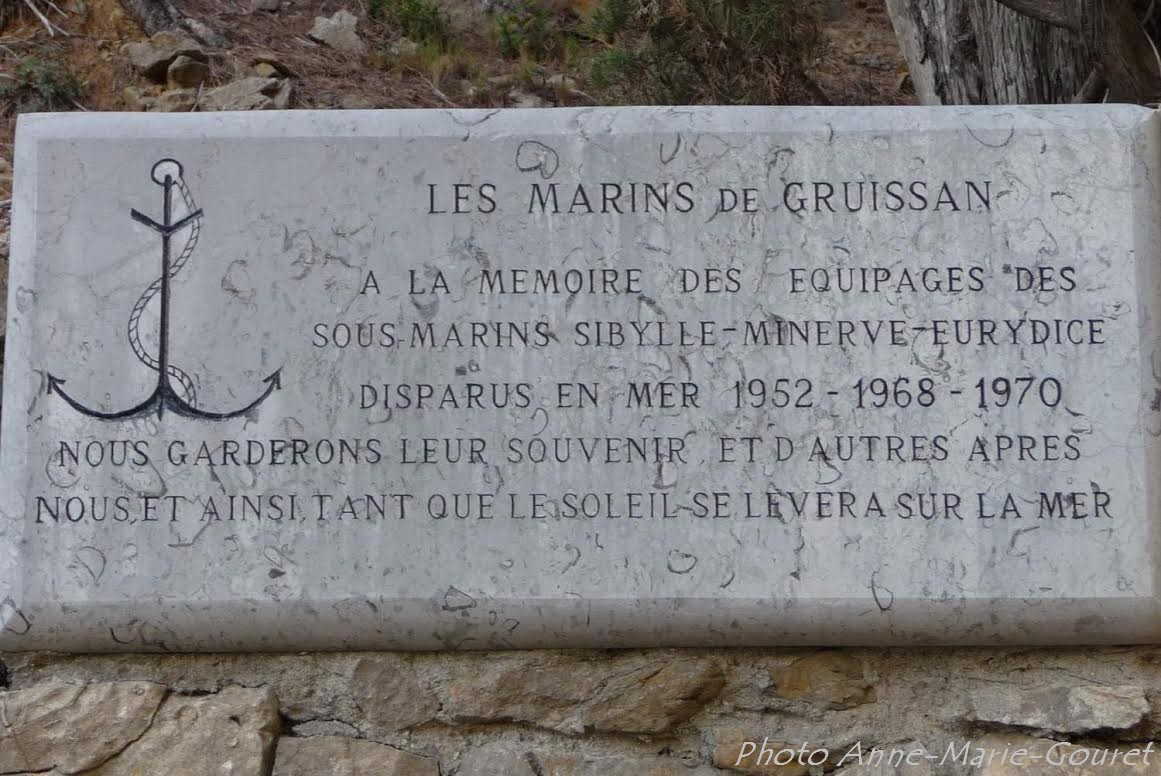 LES MARINS DE GRUISSAN
A LA MEMOIRE DES EQUIPAGES DES
SOUS-MARINS SIBYLLE-MINERVE-EURYDICE
DISPARUS EN MER 1952-1968-1970
NOUS GARDERONS LEUR SOUVENIR ET D'AUTRES APRES
NOUS, ET AINSI, TANT QUE LE SOLEIL SE LEVERA SUR LA MER
Photo Anne-Marie-Gouret